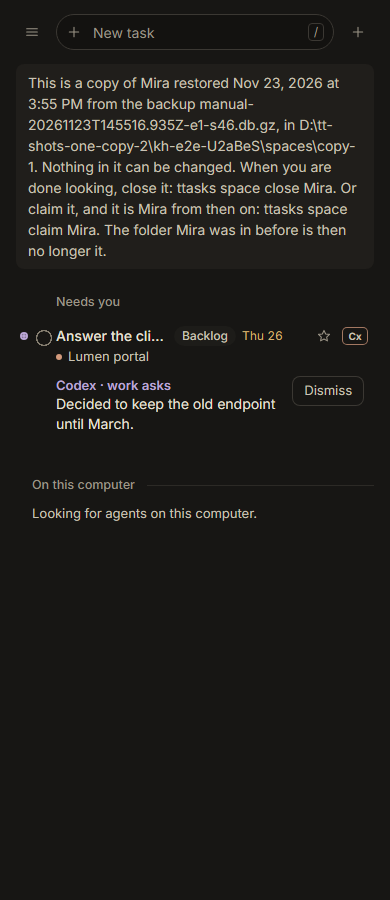 New task
/
This is a copy of Mira restored Nov 23, 2026 at
3:55 PM from the backup manual-
20261123T145516.935Z-e1-s46.db.gz, in D:\tt-
shots-one-copy-2\kh-e2e-U2aBeS\spaces\copy-
1. Nothing in it can be changed. When you are
done looking, close it: ttasks space close Mira. Or
claim it, and it is Mira from then on: ttasks space
claim Mira. The folder Mira was in before is then
no longer it.
Needs you
Answer the cli... Backlog Thu 26 Cx
Lumen portal
Codex · work asks
Dismiss
Decided to keep the old endpoint
until March.
On this computer
Looking for agents on this computer.